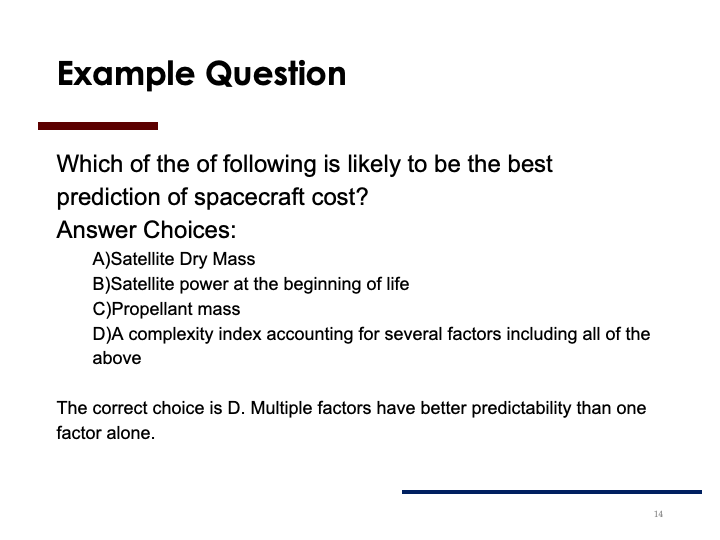 Example Question
Which of the of following is likely to be the best
prediction of spacecraft cost?
Answer Choices:
A)Satellite Dry Mass
B)Satellite power at the beginning of life
C)Propellant mass
D)A complexity index accounting for several factors including all of the
above
The correct choice is D. Multiple factors have better predictability than one
factor alone.
14